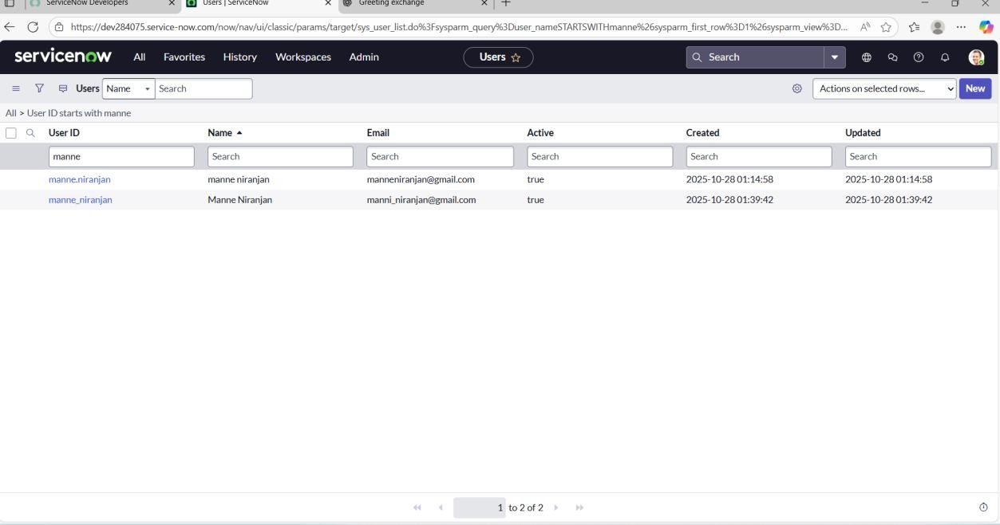 ServiceNow Developers
Users | ServiceNow
Greeting exchange
https://dev284075.service-now.com/now/nav/ui/classic/params/target/sys_user_list.do%3Fsysparm_query%3Duser_nameSTARTSWITHmanne%26sysparm_first_row%3D1%26sysparm_view%3D...
servicenow All Favorites History Workspaces Admin Users Search
Users Name Search Actions on selected rows... New
All > User ID starts with manne
User ID Name Email Active Created Updated
manne Search Search Search Search Search
manne.niranjan manne niranjan manneniranjan@gmail.com true 2025-10-28 01:14:58 2025-10-28 01:14:58
manne_niranjan Manne Niranjan manni_niranjan@gmail.com true 2025-10-28 01:39:42 2025-10-28 01:39:42
1 to 2 of 2